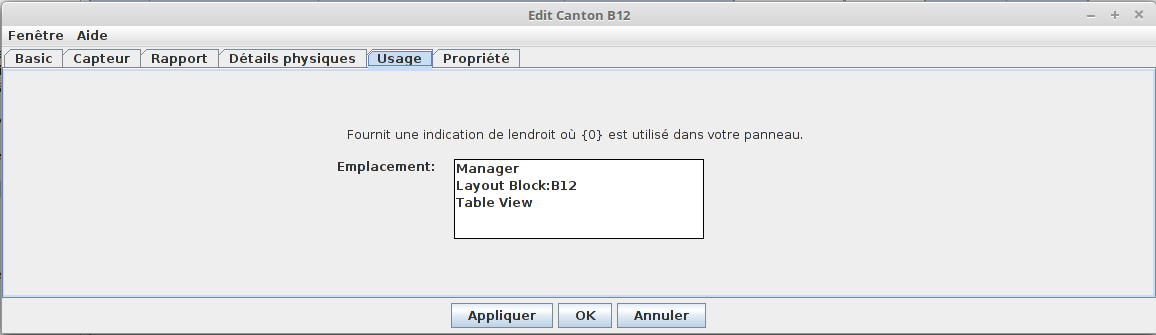 Edit Canton B12
Fenêtre Aide
Basic Capteur Rapport Détails physiques Usage Propriété
Fournit une indication de lendroit où {0} est utilisé dans votre panneau.
Emplacement: Manager
Layout Block:B12
Table View
Appliquer OK Annuler